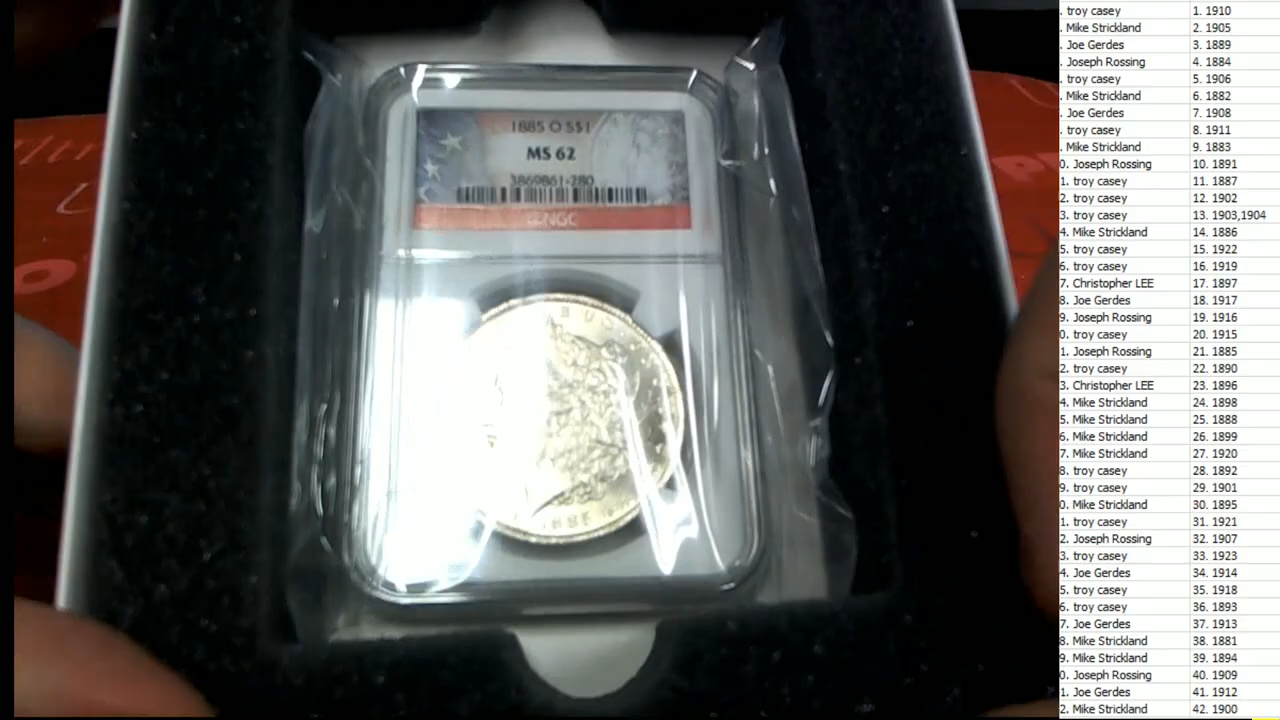 1885 O S$1
MS 62
3869861-280
NGC
. troy casey 1. 1910
. Mike Strickland 2. 1905
. Joe Gerdes 3. 1889
. Joseph Rossing 4. 1884
. troy casey 5. 1906
. Mike Strickland 6. 1882
. Joe Gerdes 7. 1908
. troy casey 8. 1911
. Mike Strickland 9. 1883
0. Joseph Rossing 10. 1891
1. troy casey 11. 1887
2. troy casey 12. 1902
3. troy casey 13. 1903,1904
4. Mike Strickland 14. 1886
5. troy casey 15. 1922
6. troy casey 16. 1919
7. Christopher LEE 17. 1897
8. Joe Gerdes 18. 1917
9. Joseph Rossing 19. 1916
0. troy casey 20. 1915
1. Joseph Rossing 21. 1885
2. troy casey 22. 1890
3. Christopher LEE 23. 1896
4. Mike Strickland 24. 1898
5. Mike Strickland 25. 1888
6. Mike Strickland 26. 1899
7. Mike Strickland 27. 1920
8. troy casey 28. 1892
9. troy casey 29. 1901
0. Mike Strickland 30. 1895
1. troy casey 31. 1921
2. Joseph Rossing 32. 1907
3. troy casey 33. 1923
4. Joe Gerdes 34. 1914
5. troy casey 35. 1918
6. troy casey 36. 1893
7. Joe Gerdes 37. 1913
8. Mike Strickland 38. 1881
9. Mike Strickland 39. 1894
0. Joseph Rossing 40. 1909
1. Joe Gerdes 41. 1912
2. Mike Strickland 42. 1900